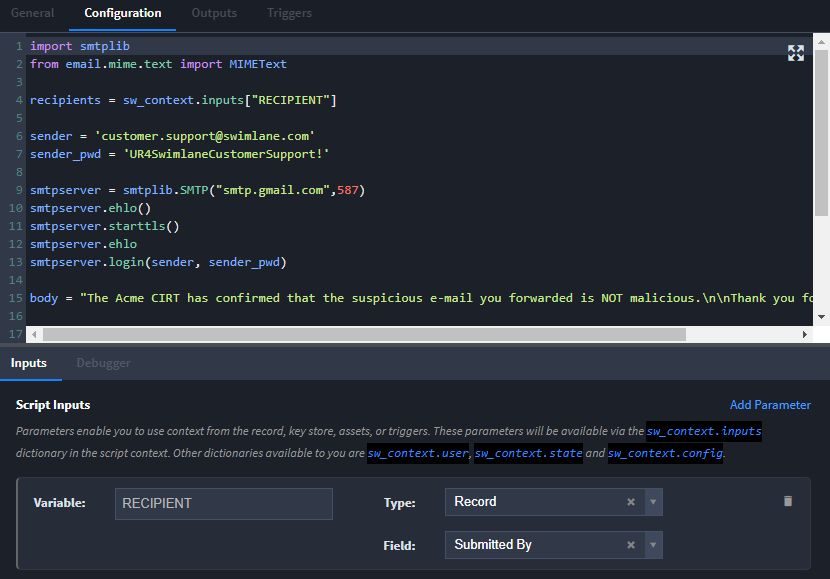 General Configuration Outputs Triggers
1 import smtplib
2 from email.mime.text import MIMEText
3
4 recipients = sw_context.inputs["RECIPIENT"]
5
6 sender = 'customer.support@swimlane.com'
7 sender_pwd = 'UR4SwimlaneCustomerSupport!'
8
9 smtpserver = smtplib.SMTP("smtp.gmail.com",587)
10 smtpserver.ehlo()
11 smtpserver.starttls()
12 smtpserver.ehlo
13 smtpserver.login(sender, sender_pwd)
14
15 body = "The Acme CIRT has confirmed that the suspicious e-mail you forwarded is NOT malicious.\n\nThank you fo
16
17
Inputs Debugger
Script Inputs Add Parameter
Parameters enable you to use context from the record, key store, assets, or triggers. These parameters will be available via the sw_context.inputs
dictionary in the script context. Other dictionaries available to you are sw_context.user, sw_context.state and sw_context.config.
Variable: RECIPIENT Type: Record
Field: Submitted By